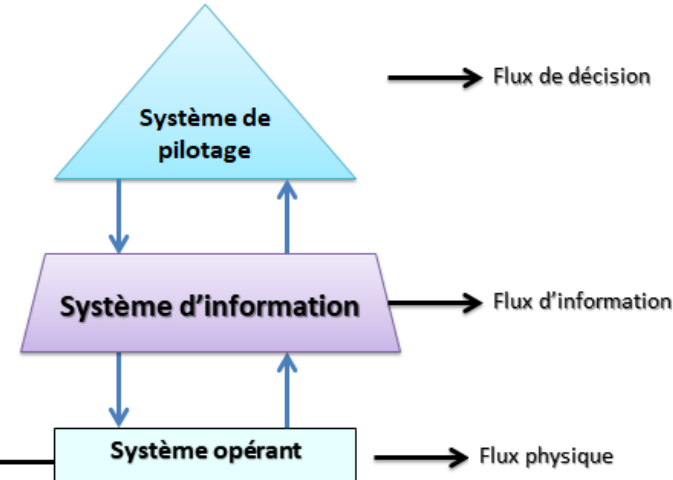 Système de
pilotage
Flux de décision
Système d’information
Flux d’information
Système opérant
Flux physique